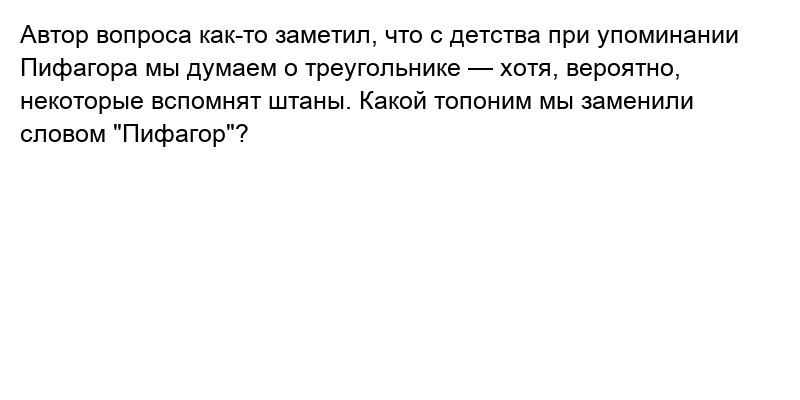 Автор вопроса как-то заметил, что с детства при упоминании
Пифагора мы думаем о треугольнике — хотя, вероятно,
некоторые вспомнят штаны. Какой топоним мы заменили
словом "Пифагор"?